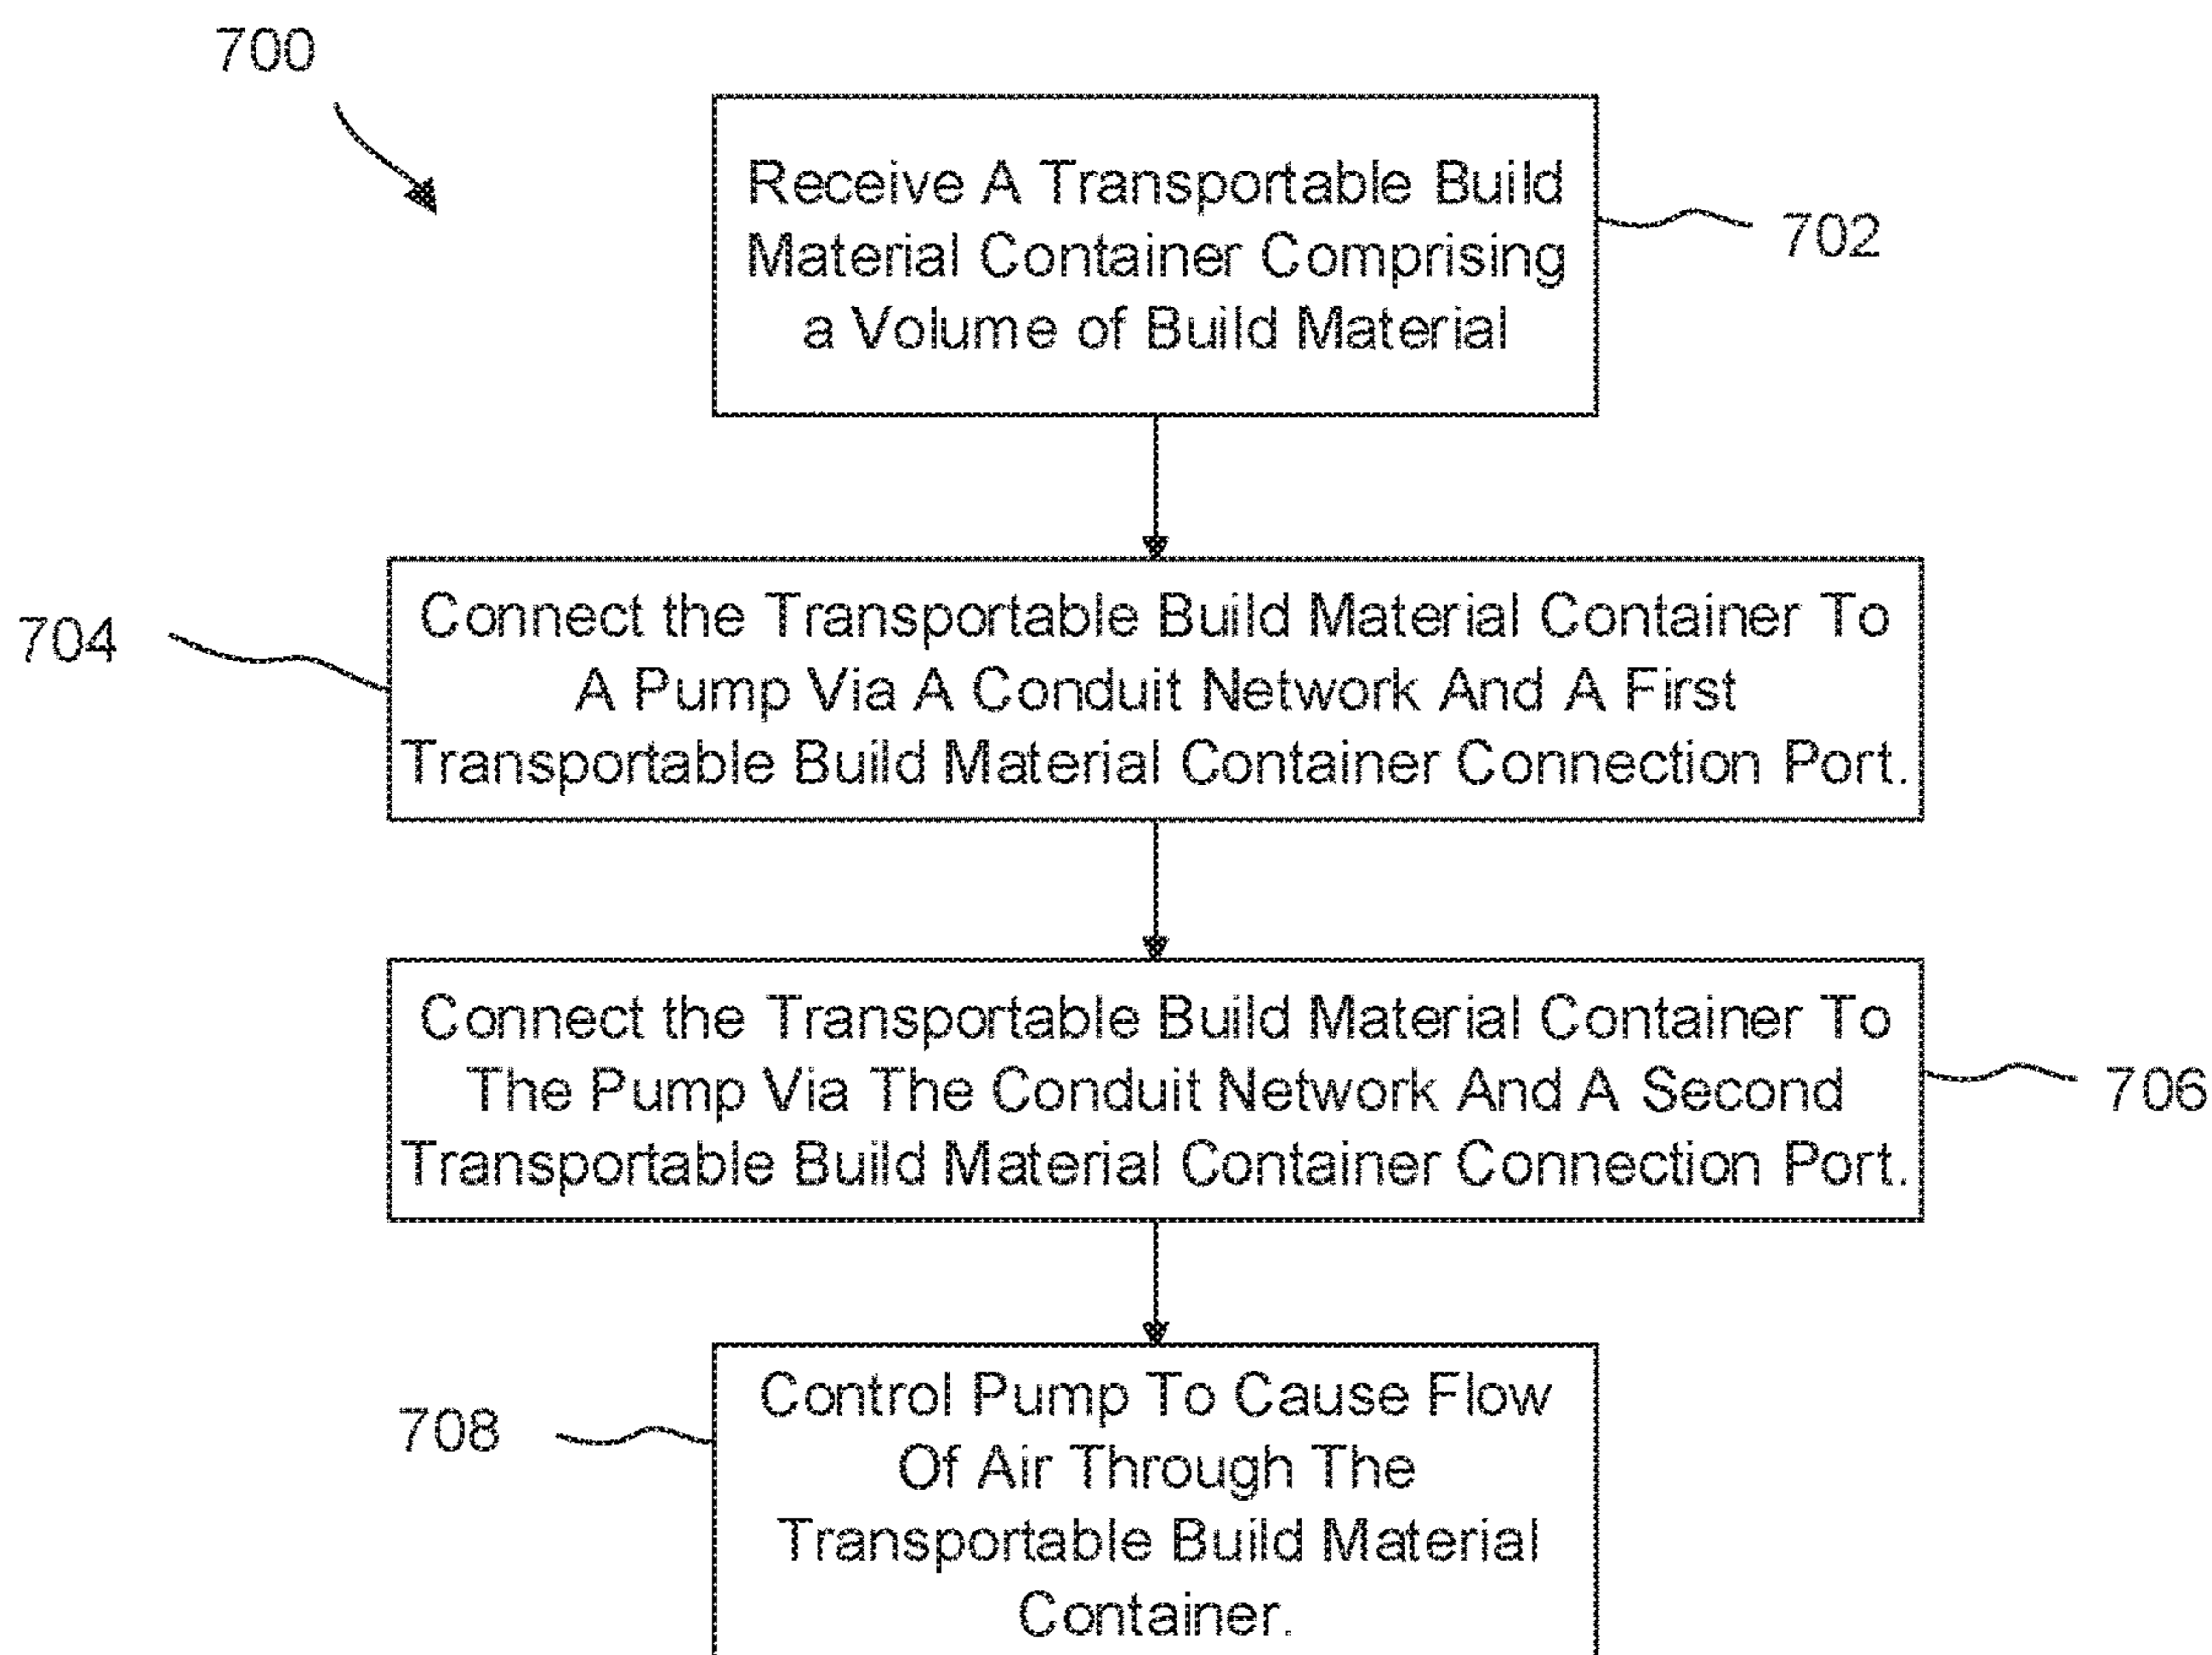 700
Receive A Transportable Build
Material Container Comprising
a Volume of Build Material
702
704
Connect the Transportable Build Material Container To
A Pump Via A Conduit Network And A First
Transportable Build Material Container Connection Port.
Connect the Transportable Build Material Container To
The Pump Via The Conduit Network And A Second
Transportable Build Material Container Connection Port.
706
708
Control Pump To Cause Flow
Of Air Through The
Transportable Build Material
Container.